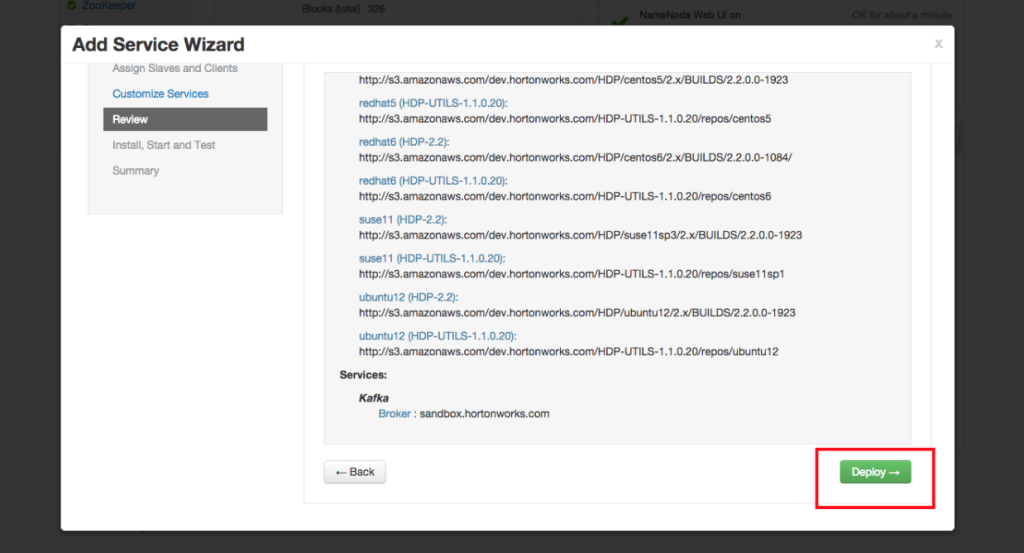 ZooKeeper
Blocks (total) 326
NameNode Web UI on
OK for about a minute
Add Service Wizard
x
Assign Slaves and Clients
Customize Services
Review
Install, Start and Test
Summary
http://s3.amazonaws.com/dev.hortonworks.com/HDP/centos5/2.x/BUILDS/2.2.0.0-1923
redhat5 (HDP-UTILS-1.1.0.20):
http://s3.amazonaws.com/dev.hortonworks.com/HDP-UTILS-1.1.0.20/repos/centos5
redhat6 (HDP-2.2):
http://s3.amazonaws.com/dev.hortonworks.com/HDP/centos6/2.x/BUILDS/2.2.0.0-1084/
redhat6 (HDP-UTILS-1.1.0.20):
http://s3.amazonaws.com/dev.hortonworks.com/HDP-UTILS-1.1.0.20/repos/centos6
suse11 (HDP-2.2):
http://s3.amazonaws.com/dev.hortonworks.com/HDP/suse11sp3/2.x/BUILDS/2.2.0.0-1923
suse11 (HDP-UTILS-1.1.0.20):
http://s3.amazonaws.com/dev.hortonworks.com/HDP-UTILS-1.1.0.20/repos/suse11sp1
ubuntu12 (HDP-2.2):
http://s3.amazonaws.com/dev.hortonworks.com/HDP/ubuntu12/2.x/BUILDS/2.2.0.0-1923
ubuntu12 (HDP-UTILS-1.1.0.20):
http://s3.amazonaws.com/dev.hortonworks.com/HDP-UTILS-1.1.0.20/repos/ubuntu12
Services:
Kafka
Broker : sandbox.hortonworks.com
← Back
Deploy →